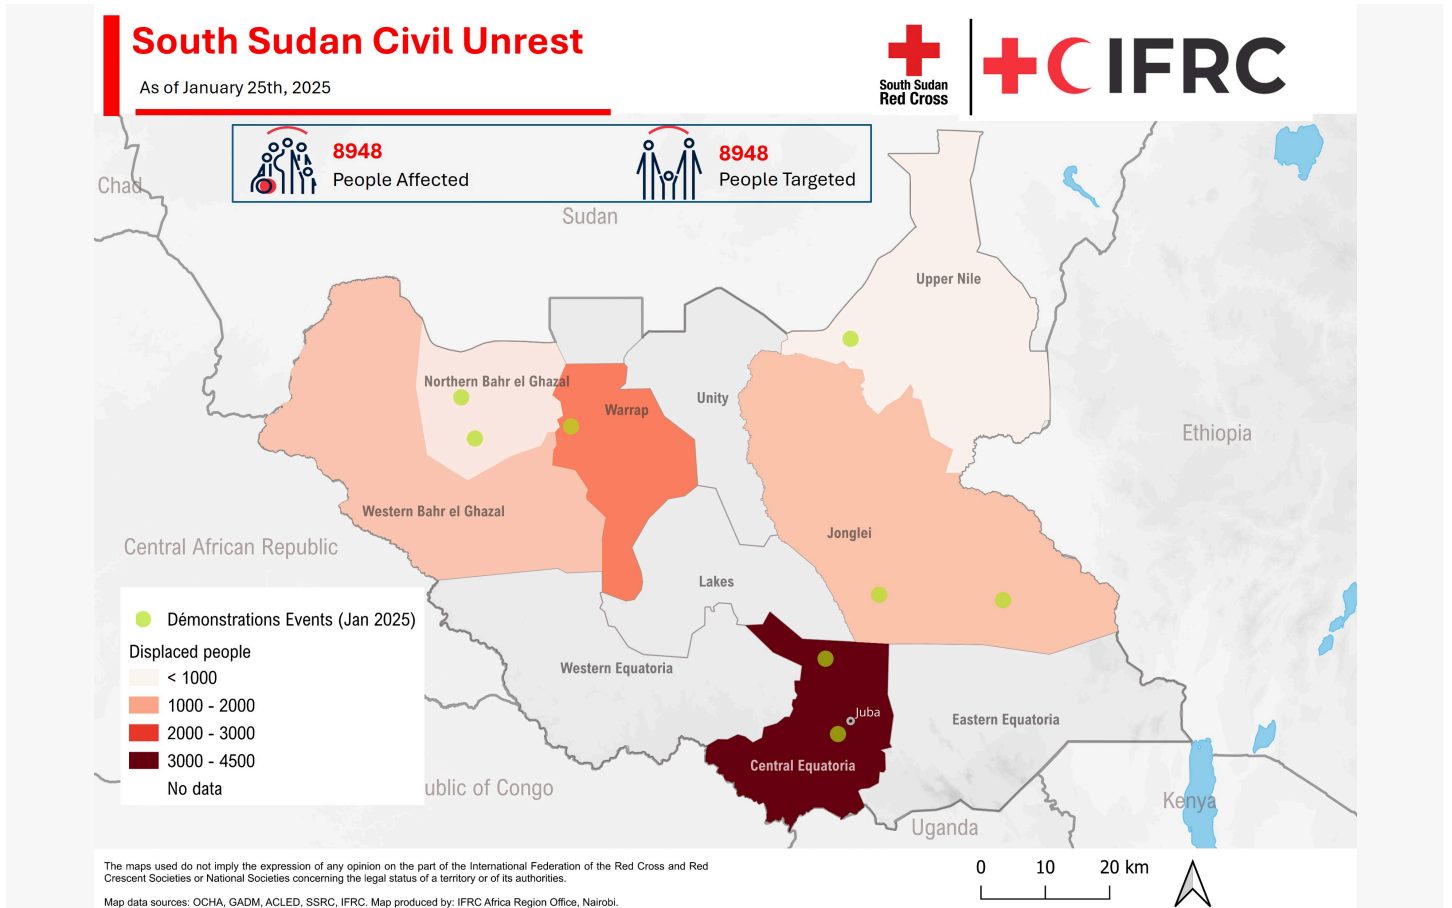 South Sudan Civil Unrest
As of January 25th, 2025
South Sudan
Red Cross
IFRC
8948
People Affected
8948
People Targeted
Chad
Sudan
Upper Nile
Northern Bahr el Ghazal
Warrap
Unity
Ethiopia
Western Bahr el Ghazal
Jonglei
Central African Republic
Lakes
Démonstrations Events (Jan 2025)
Displaced people
< 1000
1000 - 2000
2000 - 3000
3000 - 4500
No data
Western Equatoria
Juba
Eastern Equatoria
Central Equatoria
ublic of Congo
Kenya
Uganda
The maps used do not imply the expression of any opinion on the part of the International Federation of the Red Cross and Red
Crescent Societies or National Societies concerning the legal status of a territory or of its authorities.
Map data sources: OCHA, GADM, ACLED, SSRC, IFRC. Map produced by: IFRC Africa Region Office, Nairobi.
0 10 20 km